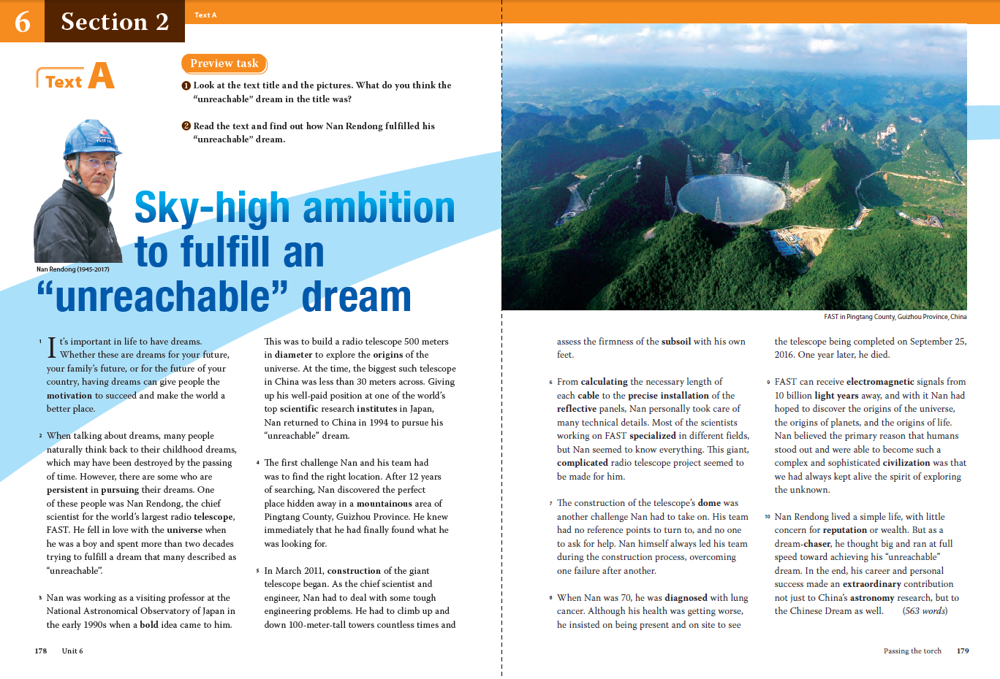 6
Section 2
Text A
Text A
Preview task
1 Look at the text title and the pictures. What do you think the
“unreachable” dream in the title was?
2 Read the text and find out how Nan Rendong fulfilled his
“unreachable” dream.
Nan Rendong (1945-2017)
Sky-high ambition
to fulfill an
“unreachable” dream
1 It’s important in life to have dreams.
Whether these are dreams for your future,
your family’s future, or for the future of your
country, having dreams can give people the
motivation to succeed and make the world a
better place.
2 When talking about dreams, many people
naturally think back to their childhood dreams,
which may have been destroyed by the passing
of time. However, there are some who are
persistent in pursuing their dreams. One
of these people was Nan Rendong, the chief
scientist for the world’s largest radio telescope,
FAST. He fell in love with the universe when
he was a boy and spent more than two decades
trying to fulfill a dream that many described as
“unreachable”.
3 Nan was working as a visiting professor at the
National Astronomical Observatory of Japan in
the early 1990s when a bold idea came to him.
This was to build a radio telescope 500 meters
in diameter to explore the origins of the
universe. At the time, the biggest such telescope
in China was less than 30 meters across. Giving
up his well-paid position at one of the world’s
top scientific research institutes in Japan,
Nan returned to China in 1994 to pursue his
“unreachable” dream.
4 The first challenge Nan and his team had
was to find the right location. After 12 years
of searching, Nan discovered the perfect
place hidden away in a mountainous area of
Pingtang County, Guizhou Province. He knew
immediately that he had finally found what he
was looking for.
5 In March 2011, construction of the giant
telescope began. As the chief scientist and
engineer, Nan had to deal with some tough
engineering problems. He had to climb up and
down 100-meter-tall towers countless times and
178 Unit 6
FAST in Pingtang County, Guizhou Province, China
assess the firmness of the subsoil with his own
feet.
6 From calculating the necessary length of
each cable to the precise installation of the
reflective panels, Nan personally took care of
many technical details. Most of the scientists
working on FAST specialized in different fields,
but Nan seemed to know everything. This giant,
complicated radio telescope project seemed to
be made for him.
7 The construction of the telescope’s dome was
another challenge Nan had to take on. His team
had no reference points to turn to, and no one
to ask for help. Nan himself always led his team
during the construction process, overcoming
one failure after another.
8 When Nan was 70, he was diagnosed with lung
cancer. Although his health was getting worse,
he insisted on being present and on site to see
the telescope being completed on September 25,
2016. One year later, he died.
9 FAST can receive electromagnetic signals from
10 billion light years away, and with it Nan had
hoped to discover the origins of the universe,
the origins of planets, and the origins of life.
Nan believed the primary reason that humans
stood out and were able to become such a
complex and sophisticated civilization was that
we had always kept alive the spirit of exploring
the unknown.
10 Nan Rendong lived a simple life, with little
concern for reputation or wealth. But as a
dream-chaser, he thought big and ran at full
speed toward achieving his “unreachable”
dream. In the end, his career and personal
success made an extraordinary contribution
not just to China’s astronomy research, but to
the Chinese Dream as well. (563 words)
Passing the torch 179